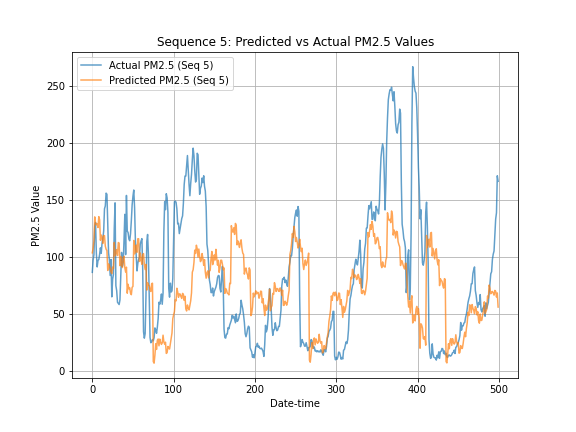 Sequence 5: Predicted vs Actual PM2.5 Values
Actual PM2.5 (Seq 5)
Predicted PM2.5 (Seq 5)
250
200
150
100
50
0
PM2.5 Value
0 100 200 300 400 500
Date-time